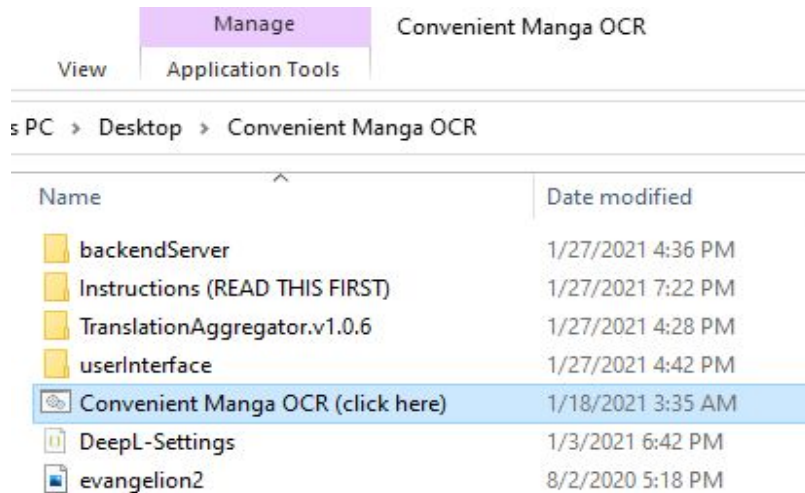 Manage Convenient Manga OCR
View Application Tools
s PC > Desktop > Convenient Manga OCR
Name Date modified
backendServer 1/27/2021 4:36 PM
Instructions (READ THIS FIRST) 1/27/2021 7:22 PM
TranslationAggregator.v1.0.6 1/27/2021 4:28 PM
userInterface 1/27/2021 4:42 PM
Convenient Manga OCR (click here) 1/18/2021 3:35 AM
DeepL-Settings 1/3/2021 6:42 PM
evangelion2 8/2/2020 5:18 PM